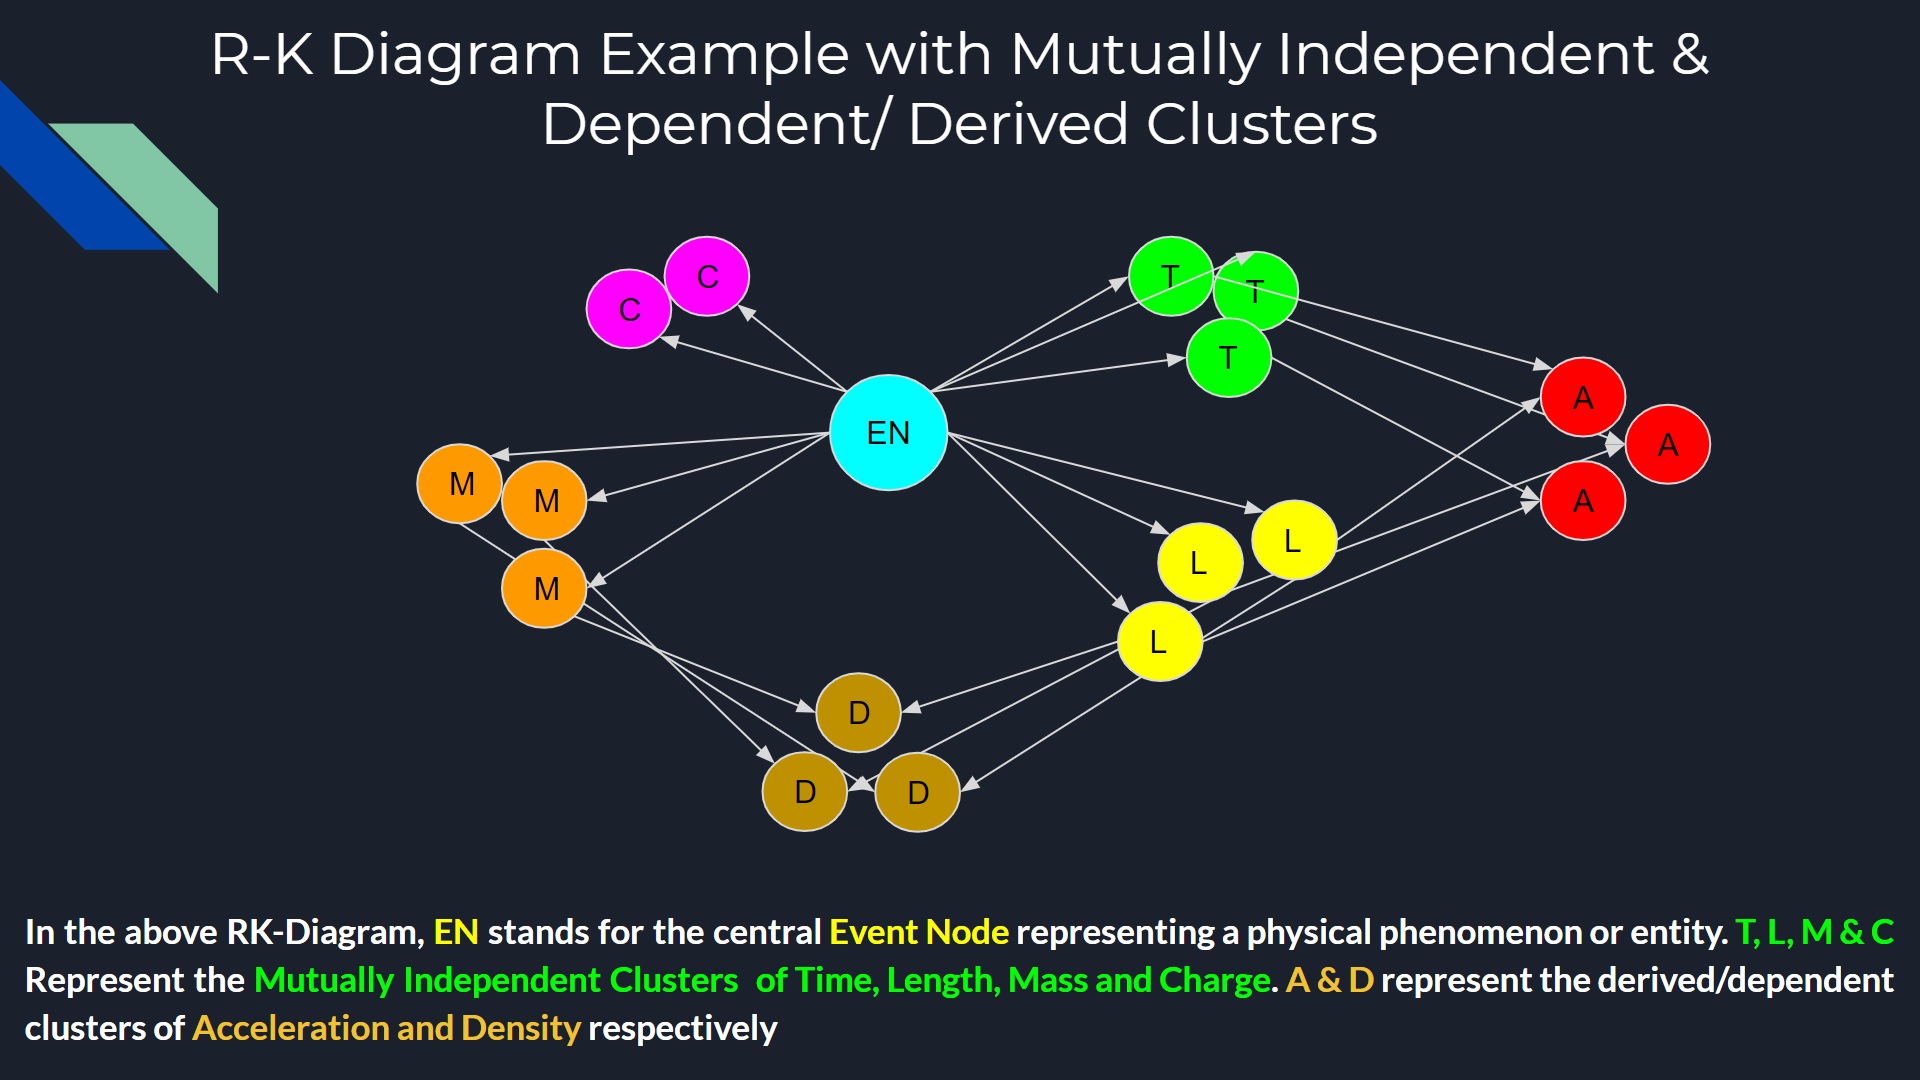 R-K Diagram Example with Mutually Independent &
Dependent/ Derived Clusters
C
C
T
T
T
EN
A
A
A
M
M
M
L
L
L
D
D
D
In the above RK-Diagram, EN stands for the central Event Node representing a physical phenomenon or entity. T, L, M & C
Represent the Mutually Independent Clusters of Time, Length, Mass and Charge. A & D represent the derived/dependent
clusters of Acceleration and Density respectively